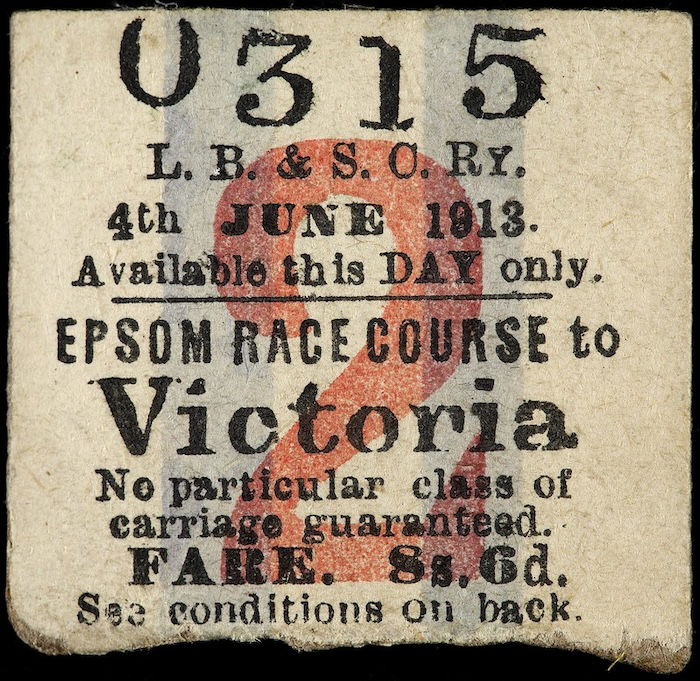 0315
L. B. & S. C. RY.
4th JUNE 1913.
Available this DAY only.
EPSOM RACE COURSE to
Victoria
2
No particular class of
carriage guaranteed.
FARE. 8s. 6d.
See conditions on back.